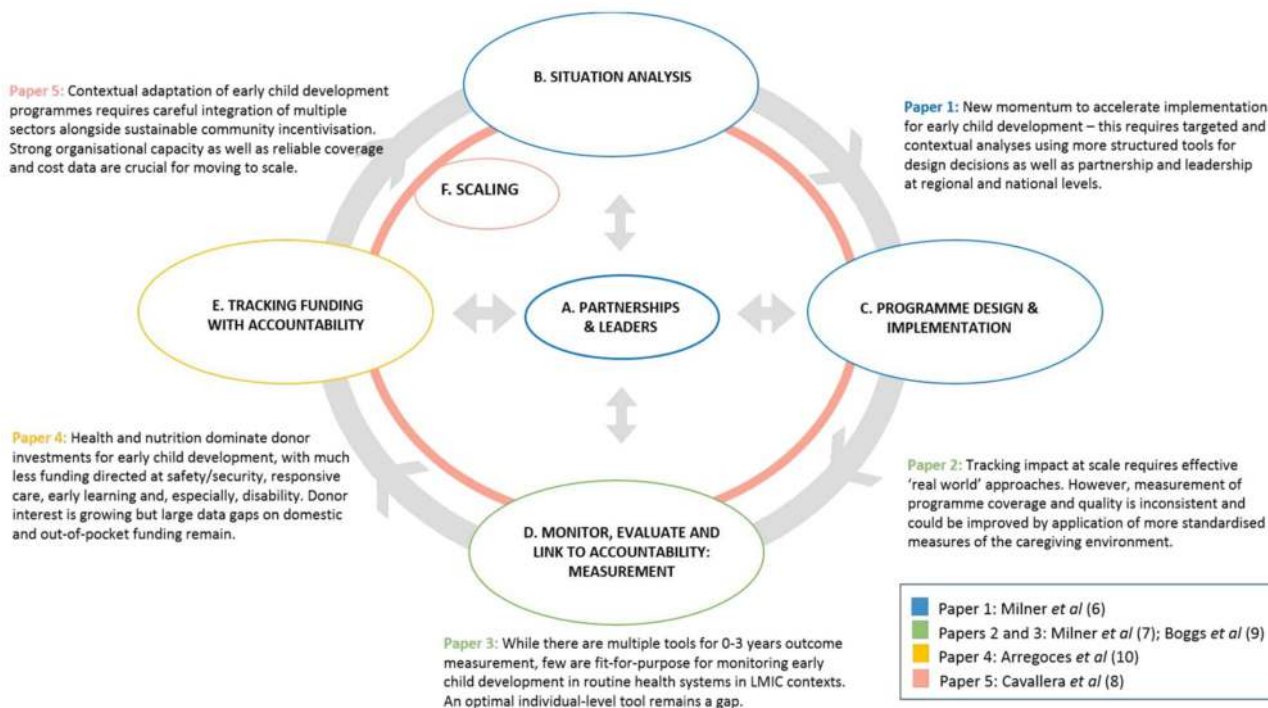 B. SITUATION ANALYSIS
Paper 5: Contextual adaptation of early child development
programmes requires careful integration of multiple
sectors alongside sustainable community incentivisation.
Strong organisational capacity as well as reliable coverage
and cost data are crucial for moving to scale.
Paper 1: New momentum to accelerate implementation
for early child development – this requires targeted and
contextual analyses using more structured tools for
design decisions as well as partnership and leadership
at regional and national levels.
F. SCALING
E. TRACKING FUNDING
WITH ACCOUNTABILITY
A. PARTNERSHIPS
& LEADERS
C. PROGRAMME DESIGN &
IMPLEMENTATION
Paper 4: Health and nutrition dominate donor
investments for early child development, with much
less funding directed at safety/security, responsive
care, early learning and, especially, disability. Donor
interest is growing but large data gaps on domestic
and out-of-pocket funding remain.
Paper 2: Tracking impact at scale requires effective
‘real world’ approaches. However, measurement of
programme coverage and quality is inconsistent and
could be improved by application of more standardised
measures of the caregiving environment.
D. MONITOR, EVALUATE AND
LINK TO ACCOUNTABILITY:
MEASUREMENT
Paper 3: While there are multiple tools for 0-3 years outcome
measurement, few are fit-for-purpose for monitoring early
child development in routine health systems in LMIC contexts.
An optimal individual-level tool remains a gap.
Paper 1: Milner et al (6)
Papers 2 and 3: Milner et al (7); Boggs et al (9)
Paper 4: Arregoces et al (10)
Paper 5: Cavallera et al (8)